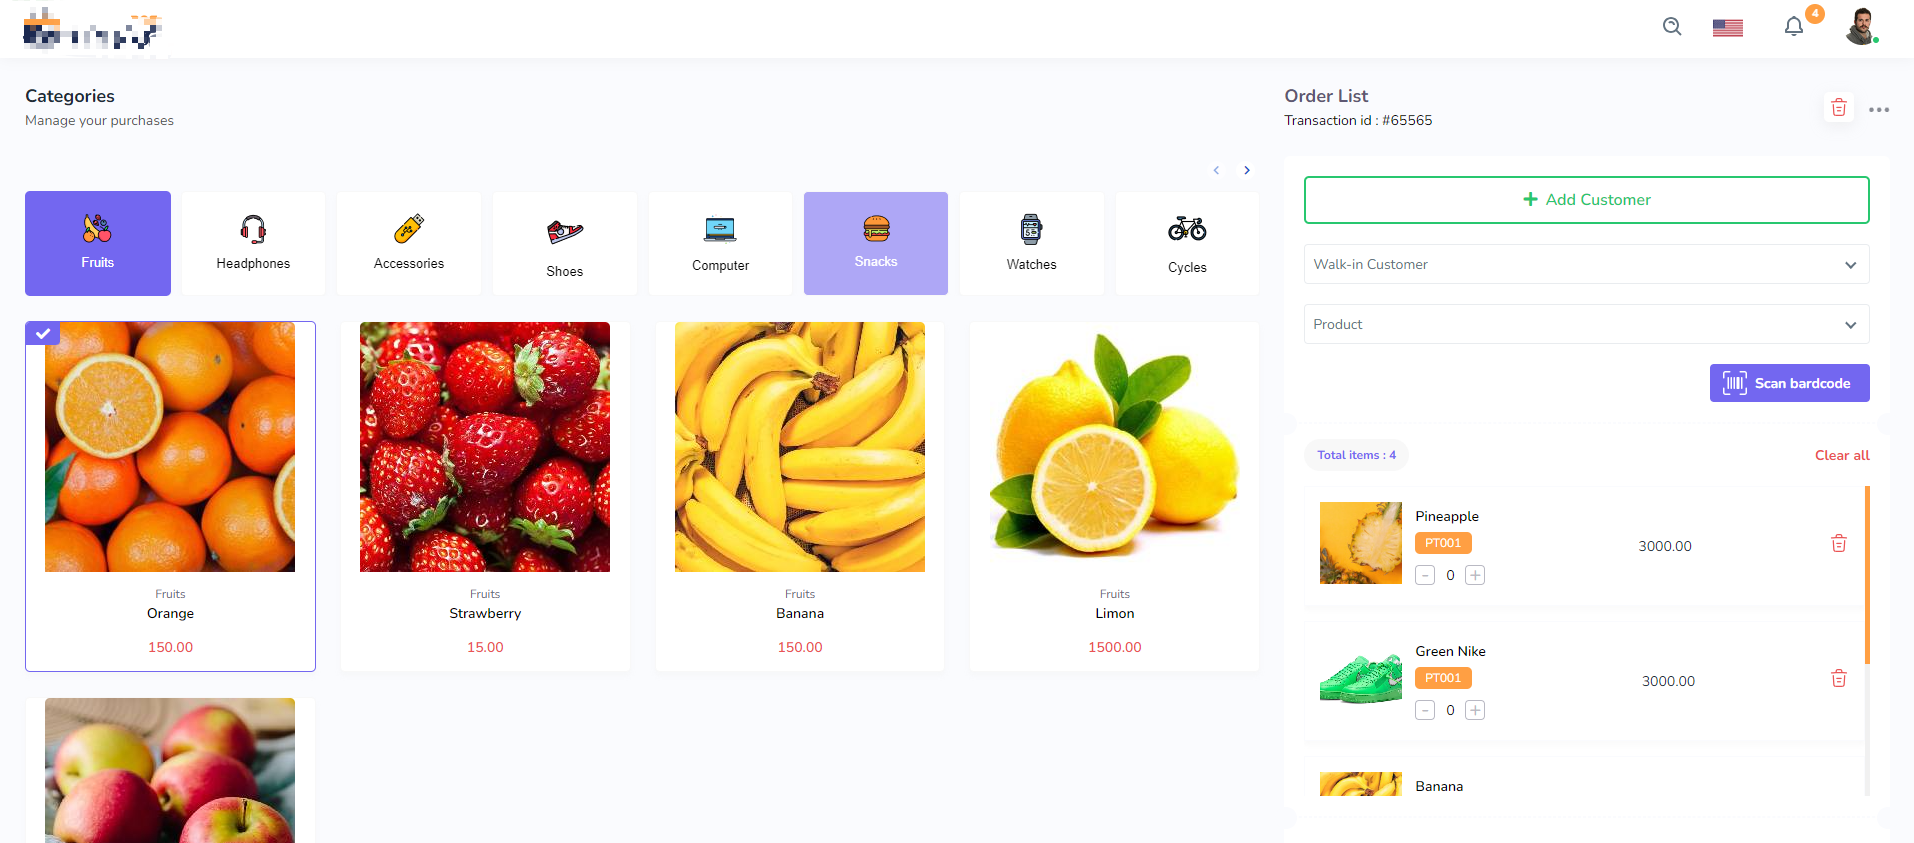 4
Categories
Manage your purchases
Fruits
Headphones
Accessories
Shoes
Computer
Snacks
Watches
Cycles
Fruits
Orange
150.00
Fruits
Strawberry
15.00
Fruits
Banana
150.00
Fruits
Limon
1500.00
Order List
Transaction id : #65565
Add Customer
Walk-in Customer
Product
Scan bardcode
Total items : 4
Clear all
Pineapple
PT001
- 0 +
3000.00
Green Nike
PT001
- 0 +
3000.00
Banana